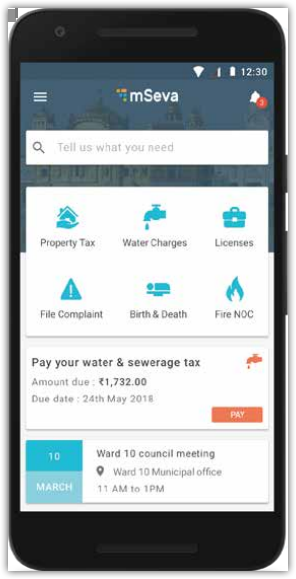 12:30
mSeva
3
Tell us what you need
Property Tax
Water Charges
Licenses
File Complaint
Birth & Death
Fire NOC
Pay your water & sewerage tax
Amount due : ₹1,732.00
Due date : 24th May 2018
PAY
10
MARCH
Ward 10 council meeting
Ward 10 Municipal office
11 AM to 1PM